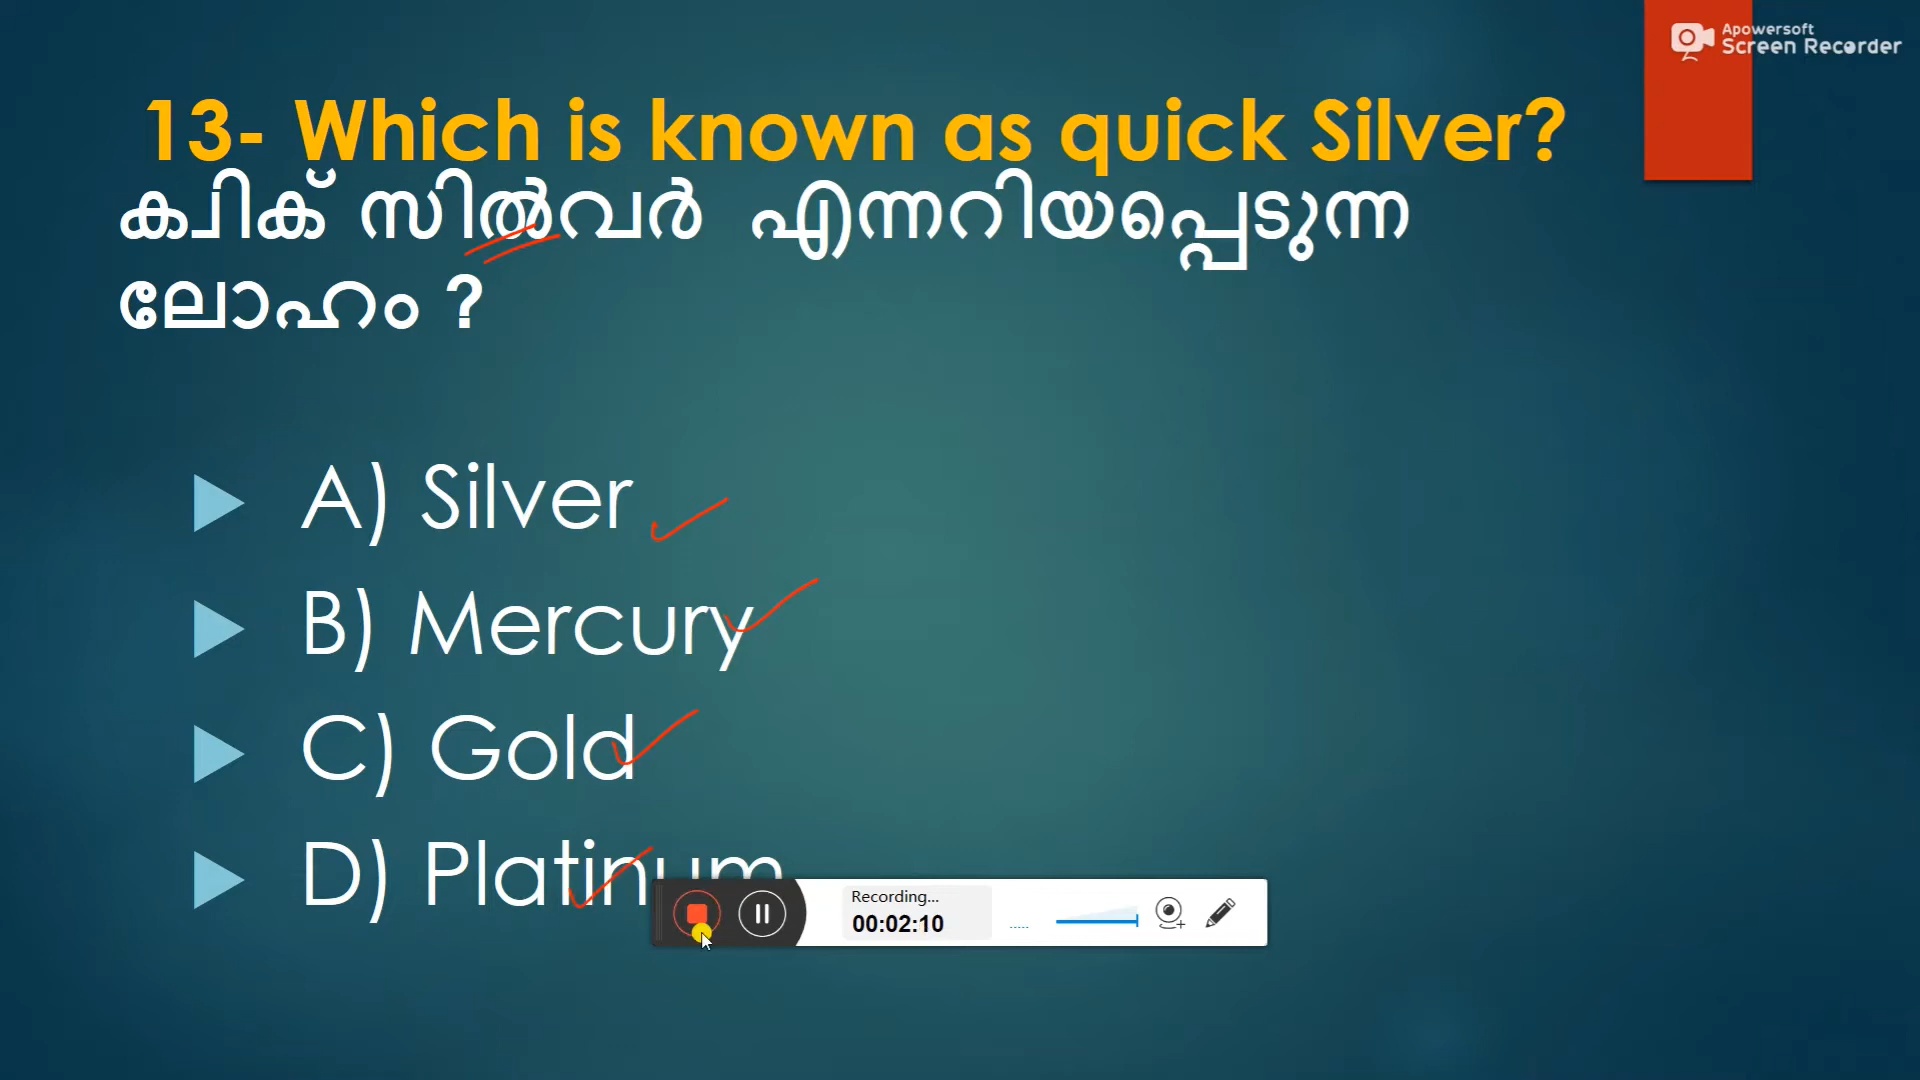 Apowersoft
Screen Recorder
13- Which is known as quick Silver?
ക്വിക് സിൽവർ എന്നറിയപ്പെടുന്ന
ലോഹം ?
A) Silver
B) Mercury
C) Gold
D) Platinum
Recording...
00:02:10